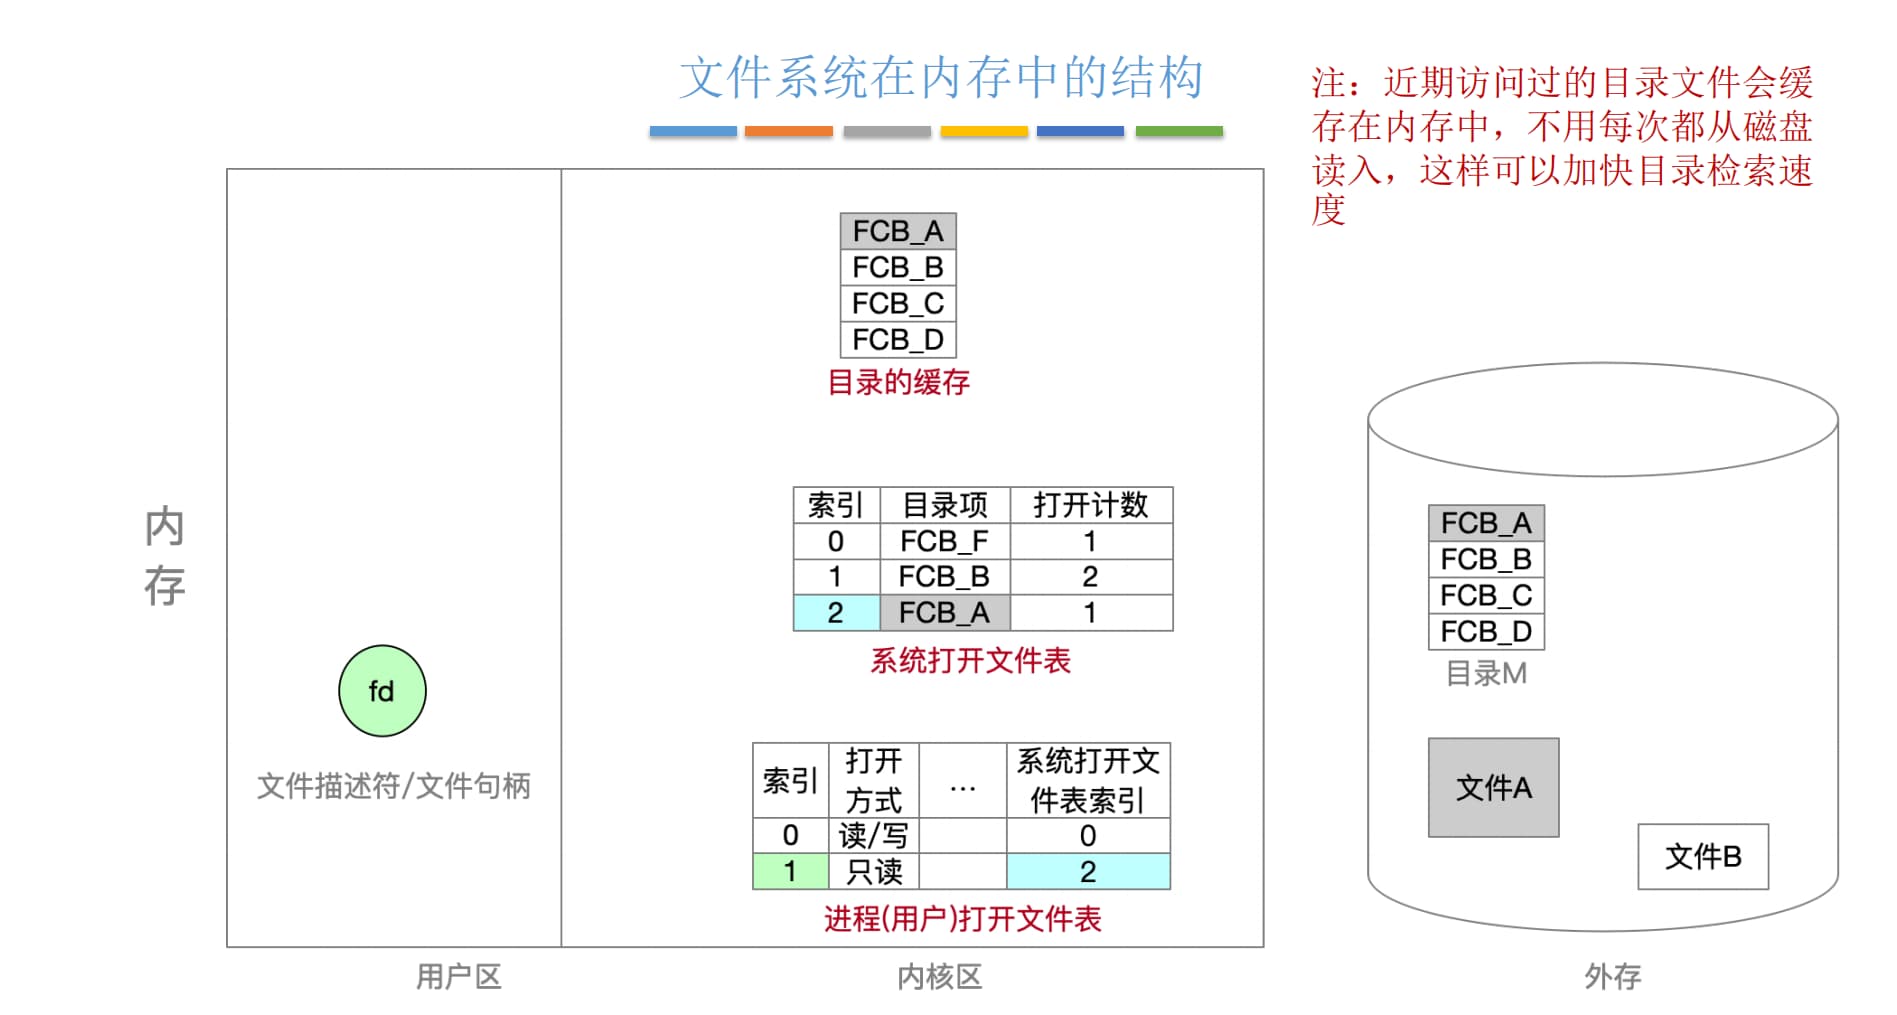 文件系统在内存中的结构
注：近期访问过的目录文件会缓
存在内存中，不用每次都从磁盘
读入，这样可以加快目录检索速
度
内
存
FCB_A
FCB_B
FCB_C
FCB_D
目录的缓存
索引 目录项 打开计数
0 FCB_F 1
1 FCB_B 2
2 FCB_A 1
系统打开文件表
fd
文件描述符/文件句柄
索引 打开方式 … 系统打开文件表索引
0 读/写 0
1 只读 2
进程(用户)打开文件表
用户区
内核区
FCB_A
FCB_B
FCB_C
FCB_D
目录M
文件A
文件B
外存